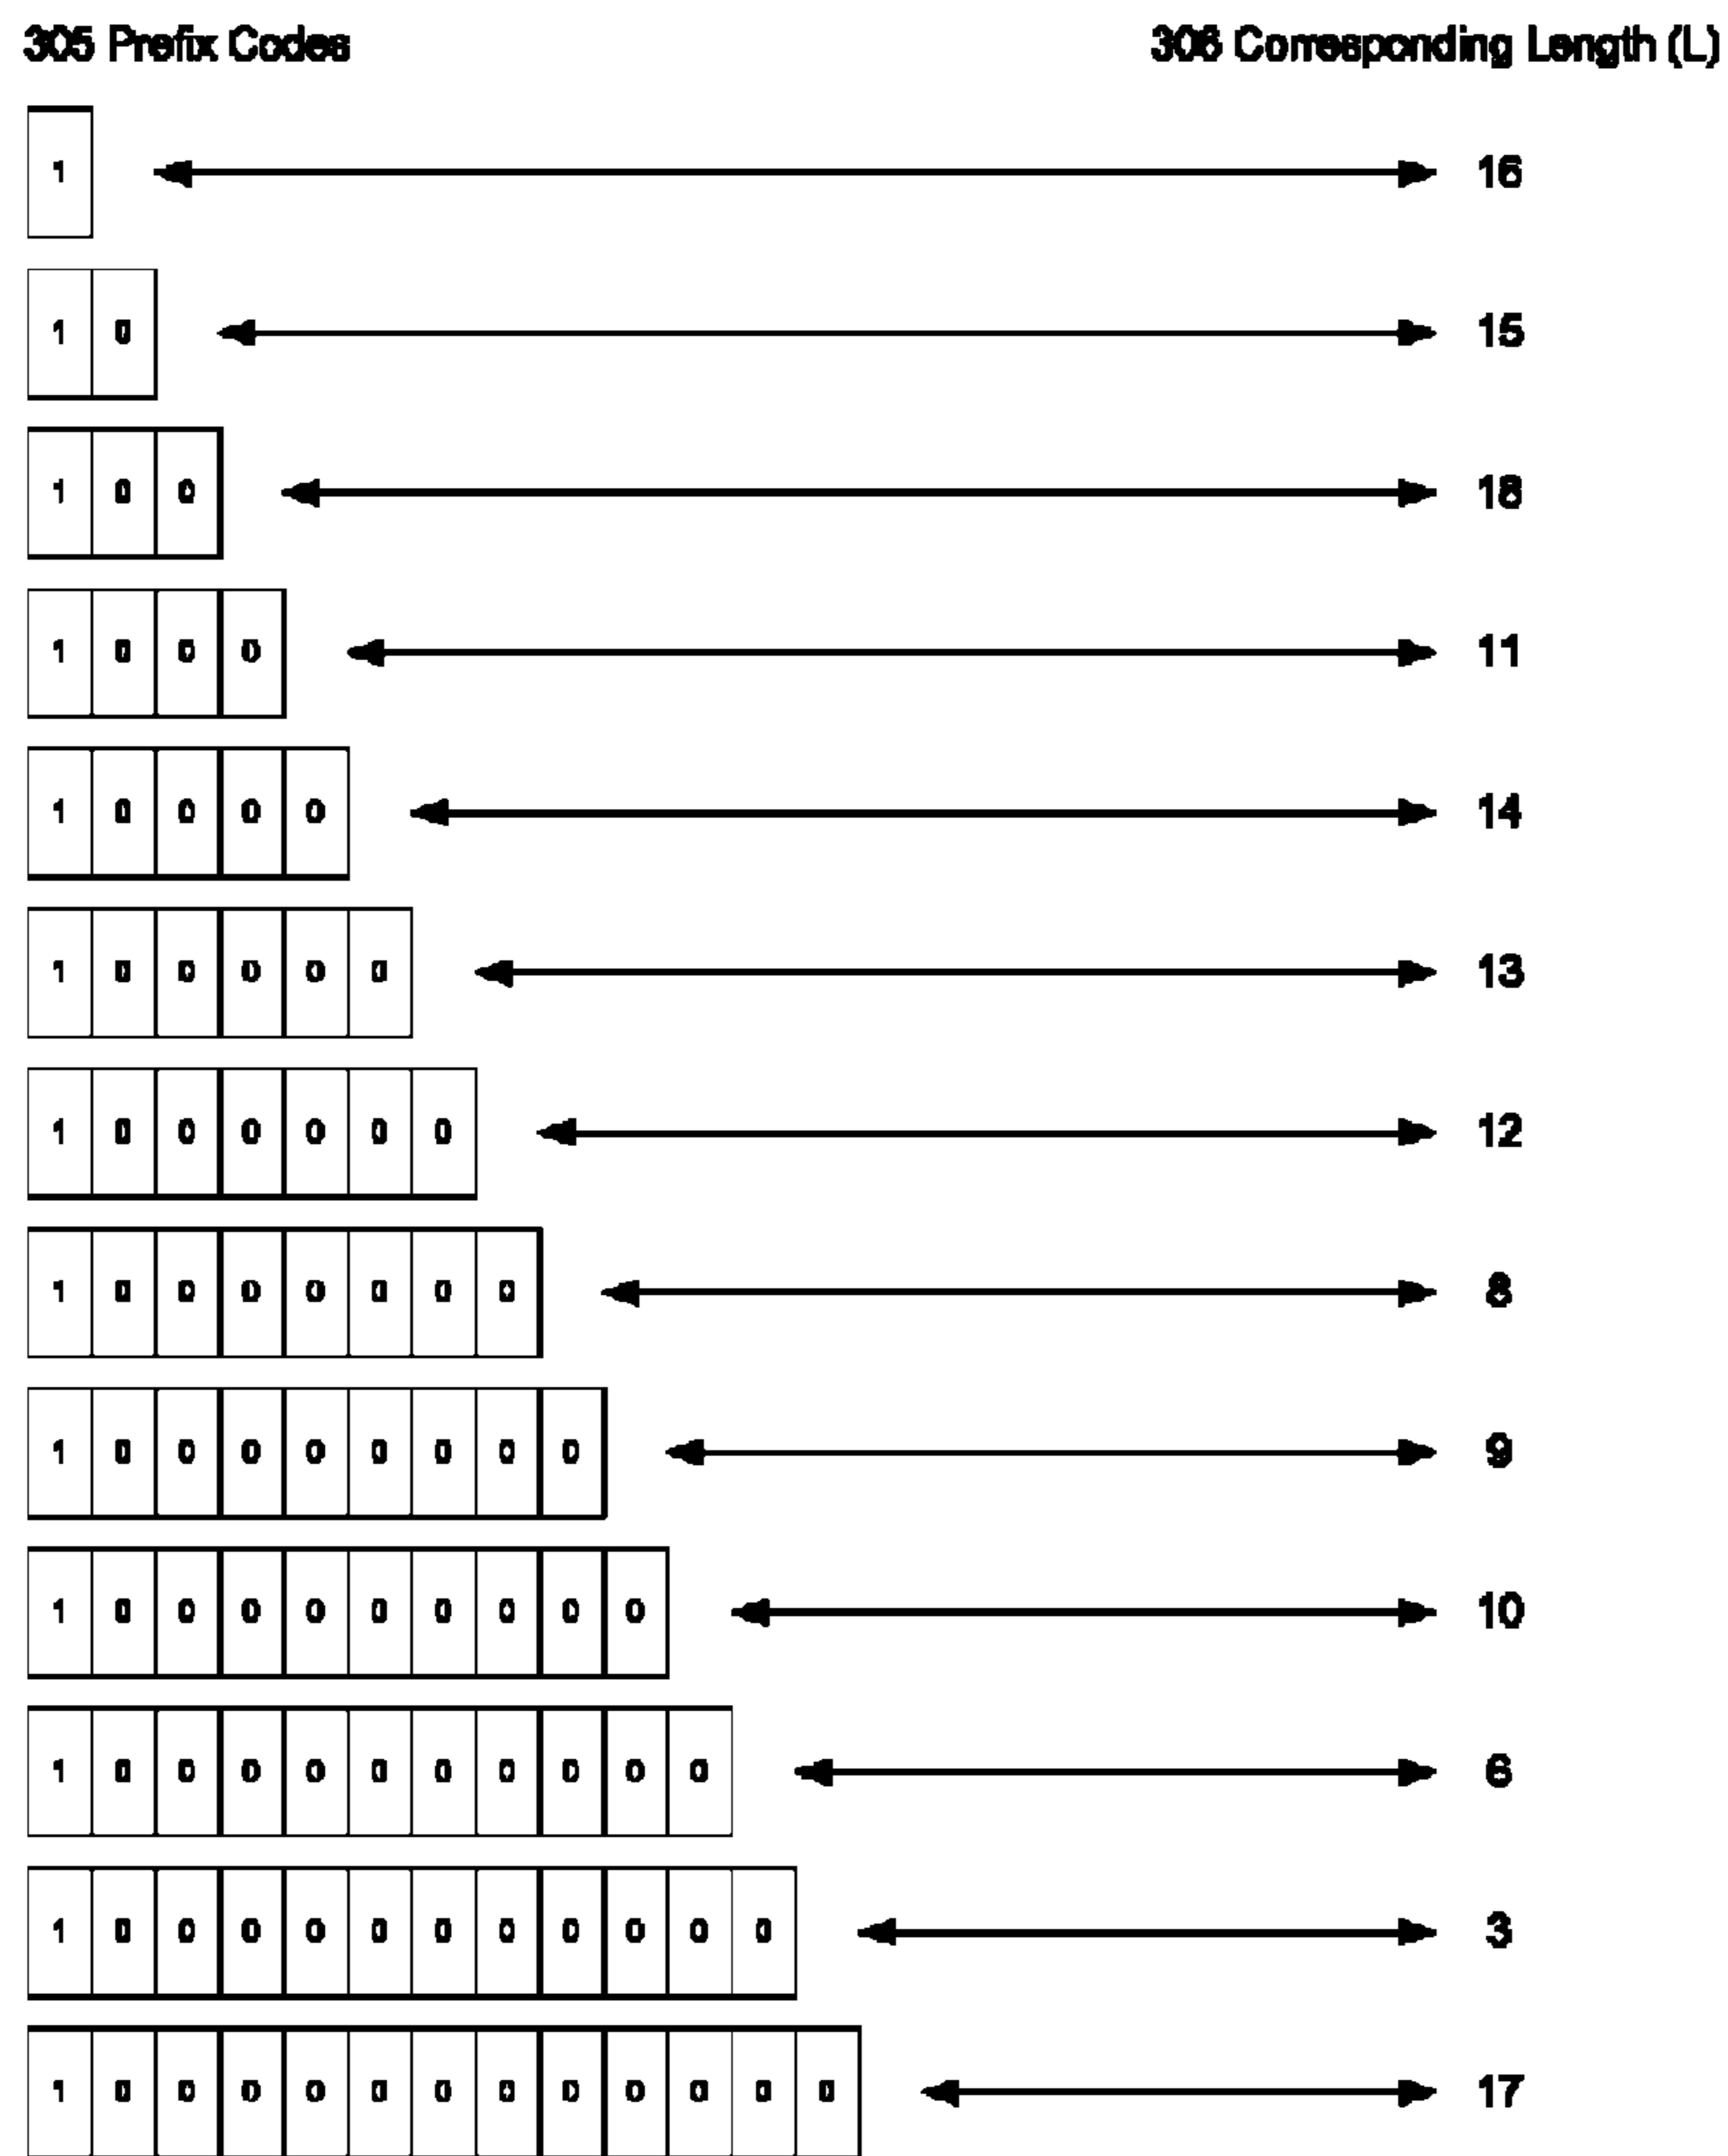 305 Prefix Codes 306 Corresponding Length (L)
1 16
1 0 15
1 0 0 18
1 0 0 0 11
1 0 0 0 0 14
1 0 0 0 0 0 13
1 0 0 0 0 0 0 12
1 0 0 0 0 0 0 0 8
1 0 0 0 0 0 0 0 0 9
1 0 0 0 0 0 0 0 0 0 10
1 0 0 0 0 0 0 0 0 0 0 6
1 0 0 0 0 0 0 0 0 0 0 0 3
1 0 0 0 0 0 0 0 0 0 0 0 0 17